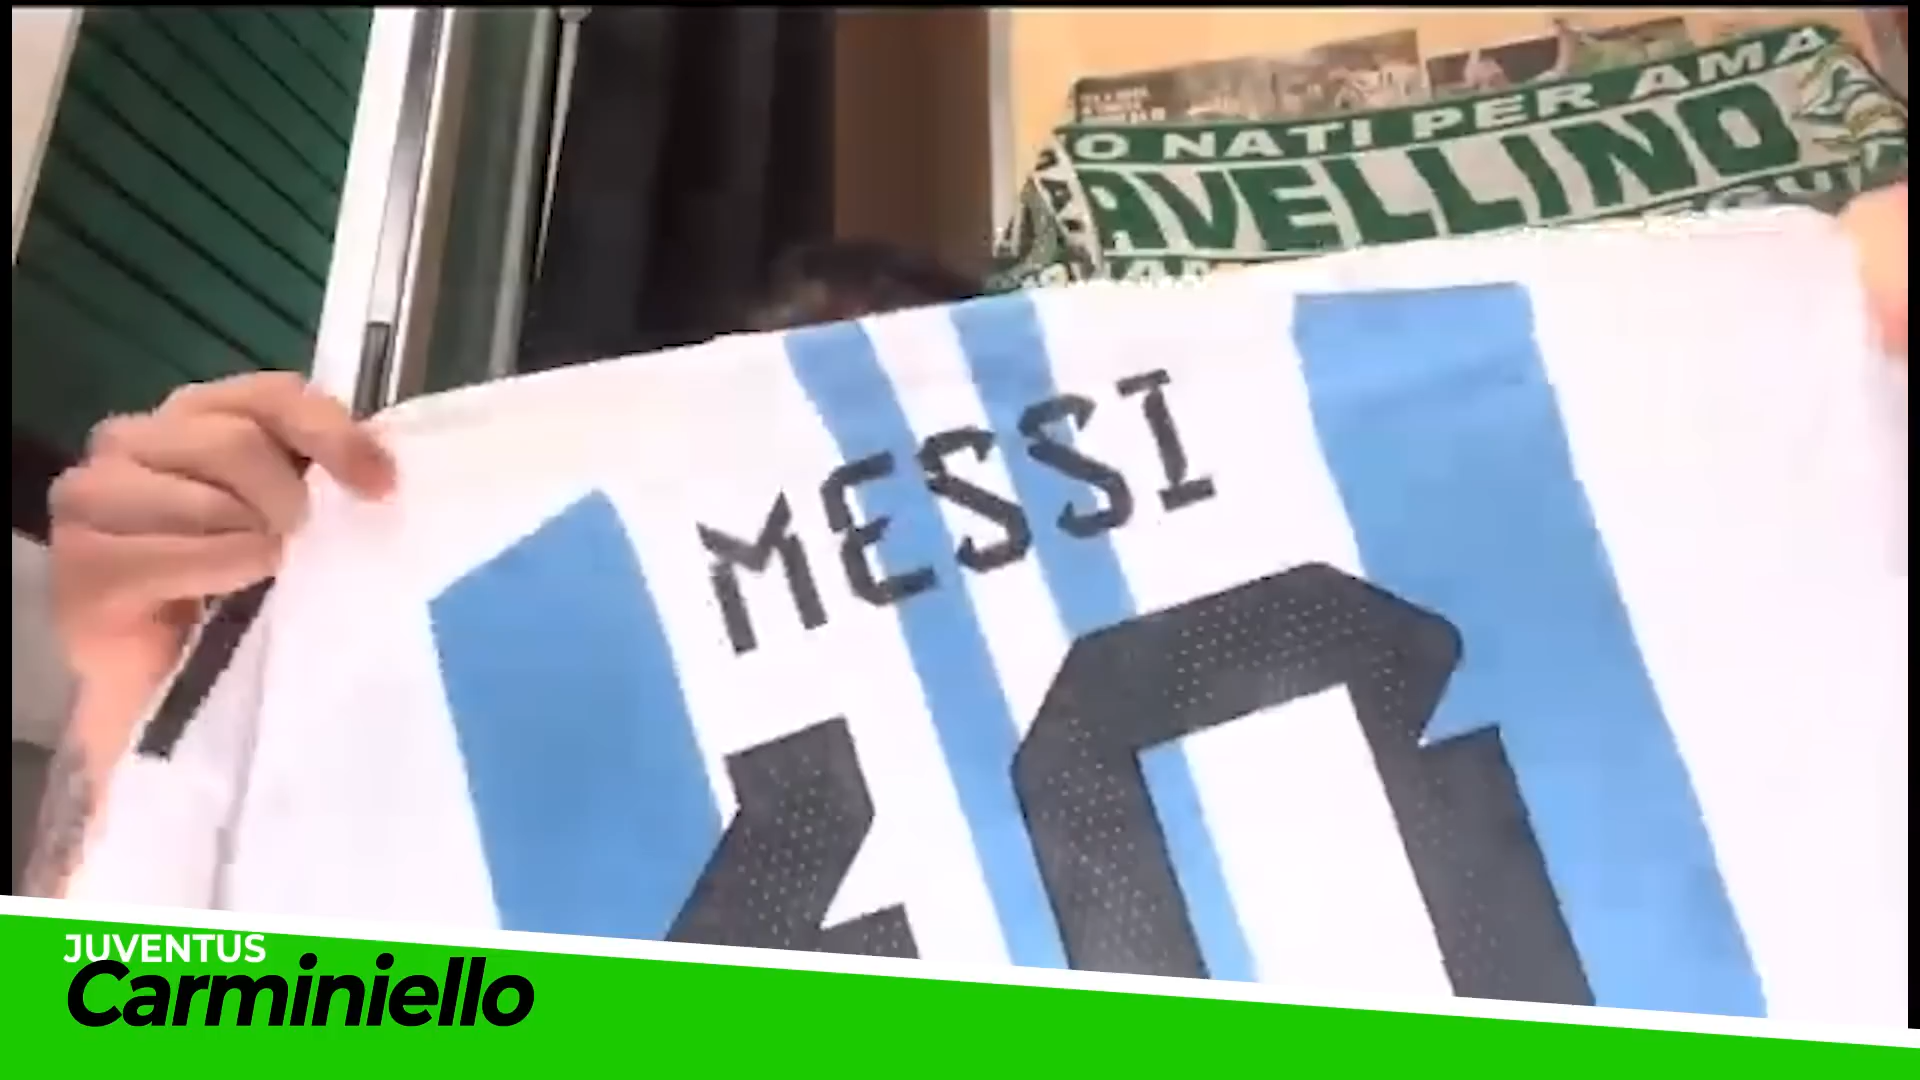 O NATI PER AMA
AVELLINO
MESSI
10
JUVENTUS
Carminiello